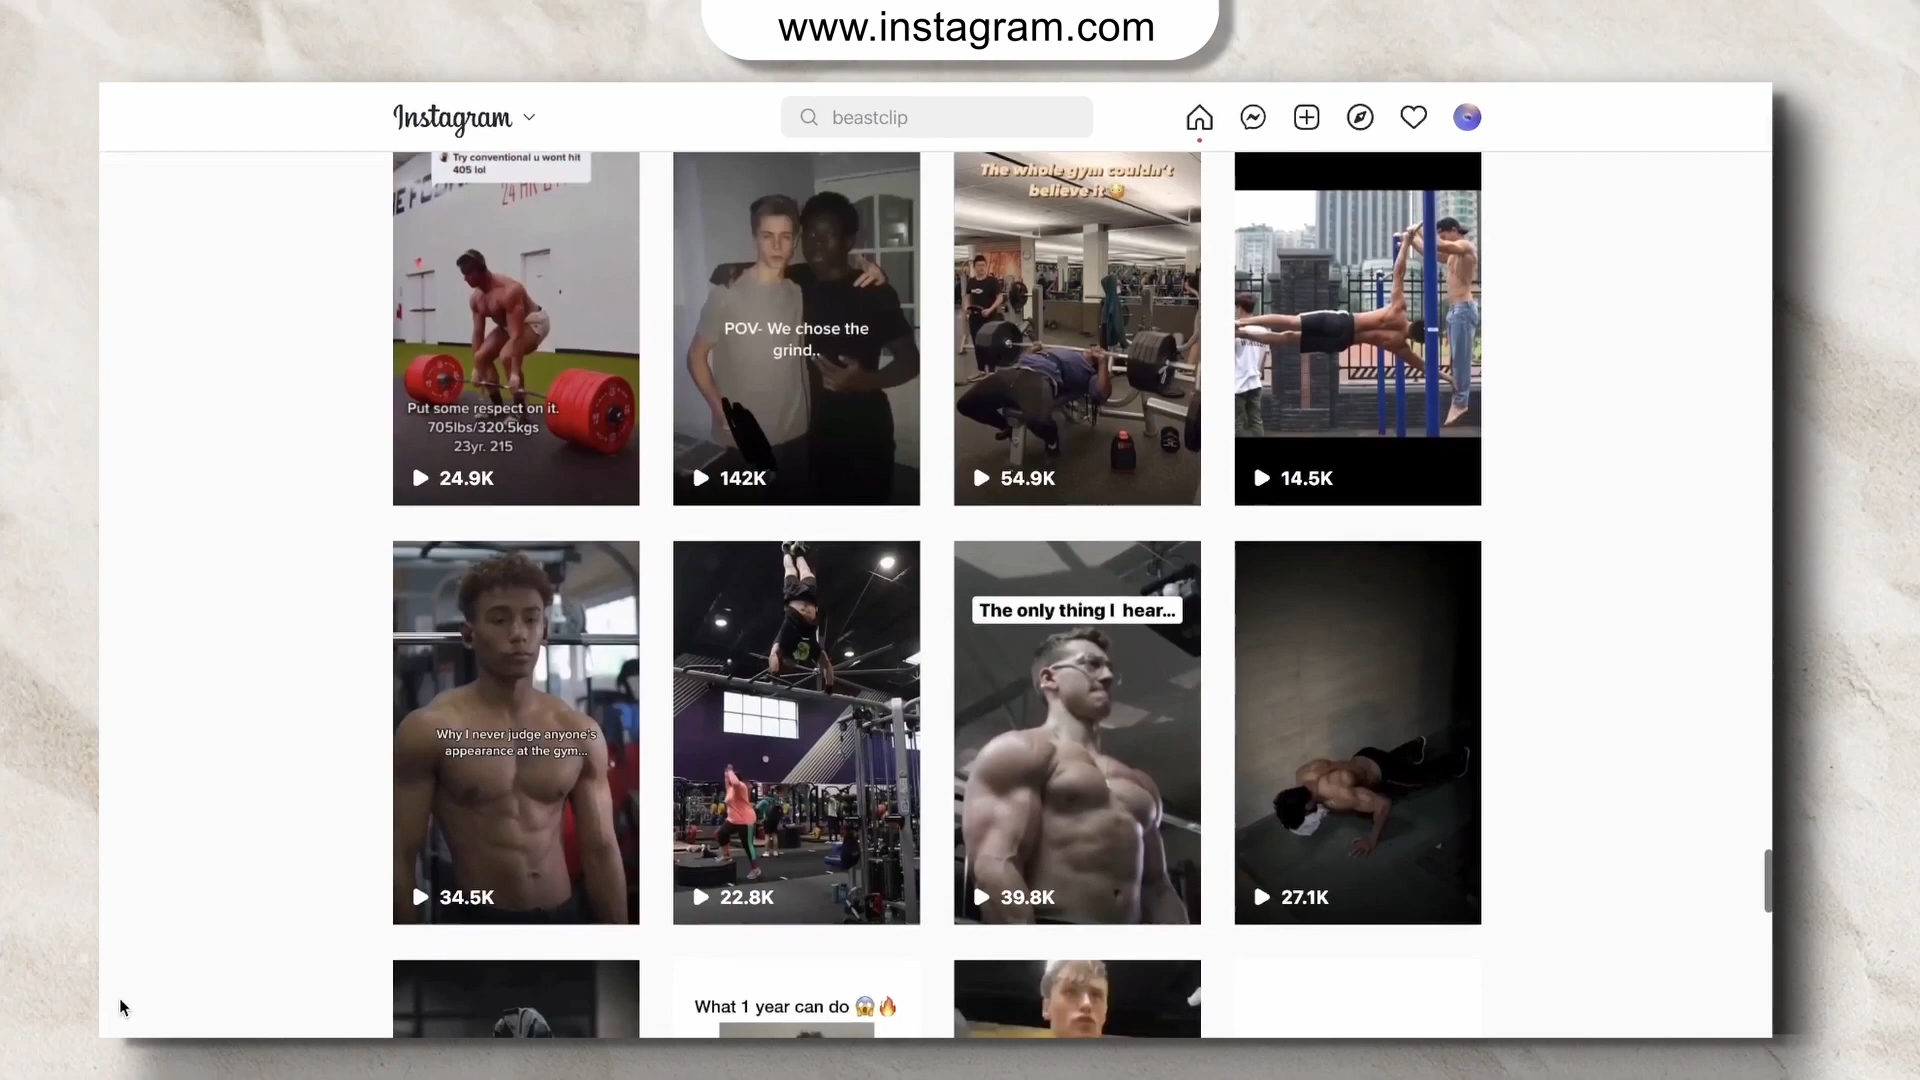 www.instagram.com
Instagram
beastclip
Try conventional u wont hit
405 lol
24 HR
Put some respect on it.
705lbs/320.5kgs
23yr. 215
24.9K
POV- We chose the
grind..
142K
The whole gym couldn't
believe it😳
54.9K
14.5K
Why I never judge anyone's
appearance at the gym...
34.5K
22.8K
The only thing I hear...
39.8K
27.1K
What 1 year can do 😱🔥